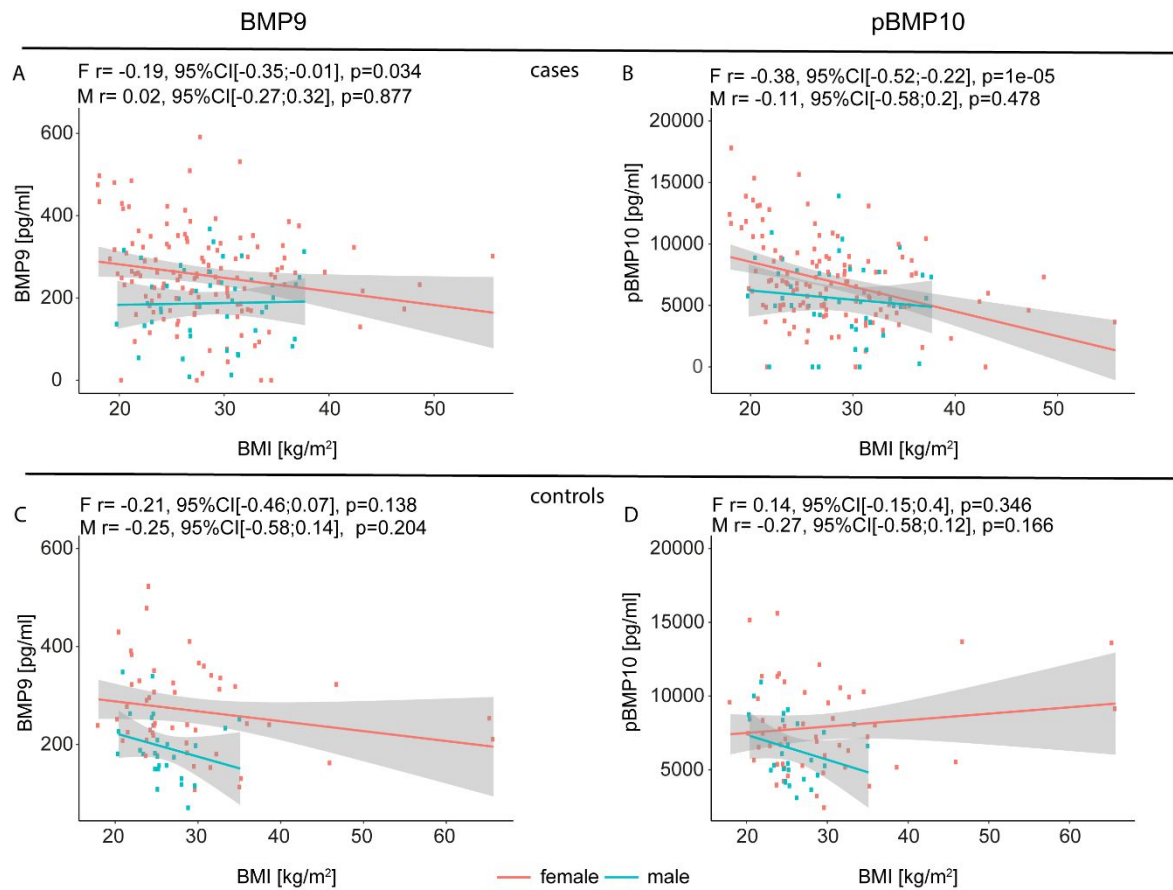 BMP9 pBMP10
A F r= -0.19, 95%CI[-0.35;-0.01], p=0.034 cases B F r= -0.38, 95%CI[-0.52;-0.22], p=1e-05
M r= 0.02, 95%CI[-0.27;0.32], p=0.877 M r= -0.11, 95%CI[-0.58;0.2], p=0.478
600
400
200
0
BMP9 [pg/ml]
20 30 40 50
BMI [kg/m²]
20000
15000
10000
5000
0
pBMP10 [pg/ml]
20 30 40 50
BMI [kg/m²]
controls
C F r= -0.21, 95%CI[-0.46;0.07], p=0.138 D F r= 0.14, 95%CI[-0.15;0.4], p=0.346
M r= -0.25, 95%CI[-0.58;0.14], p=0.204 M r= -0.27, 95%CI[-0.58;0.12], p=0.166
600
400
200
BMP9 [pg/ml]
20 30 40 50 60
BMI [kg/m²]
20000
15000
10000
5000
pBMP10 [pg/ml]
20 30 40 50 60
BMI [kg/m²]
female male